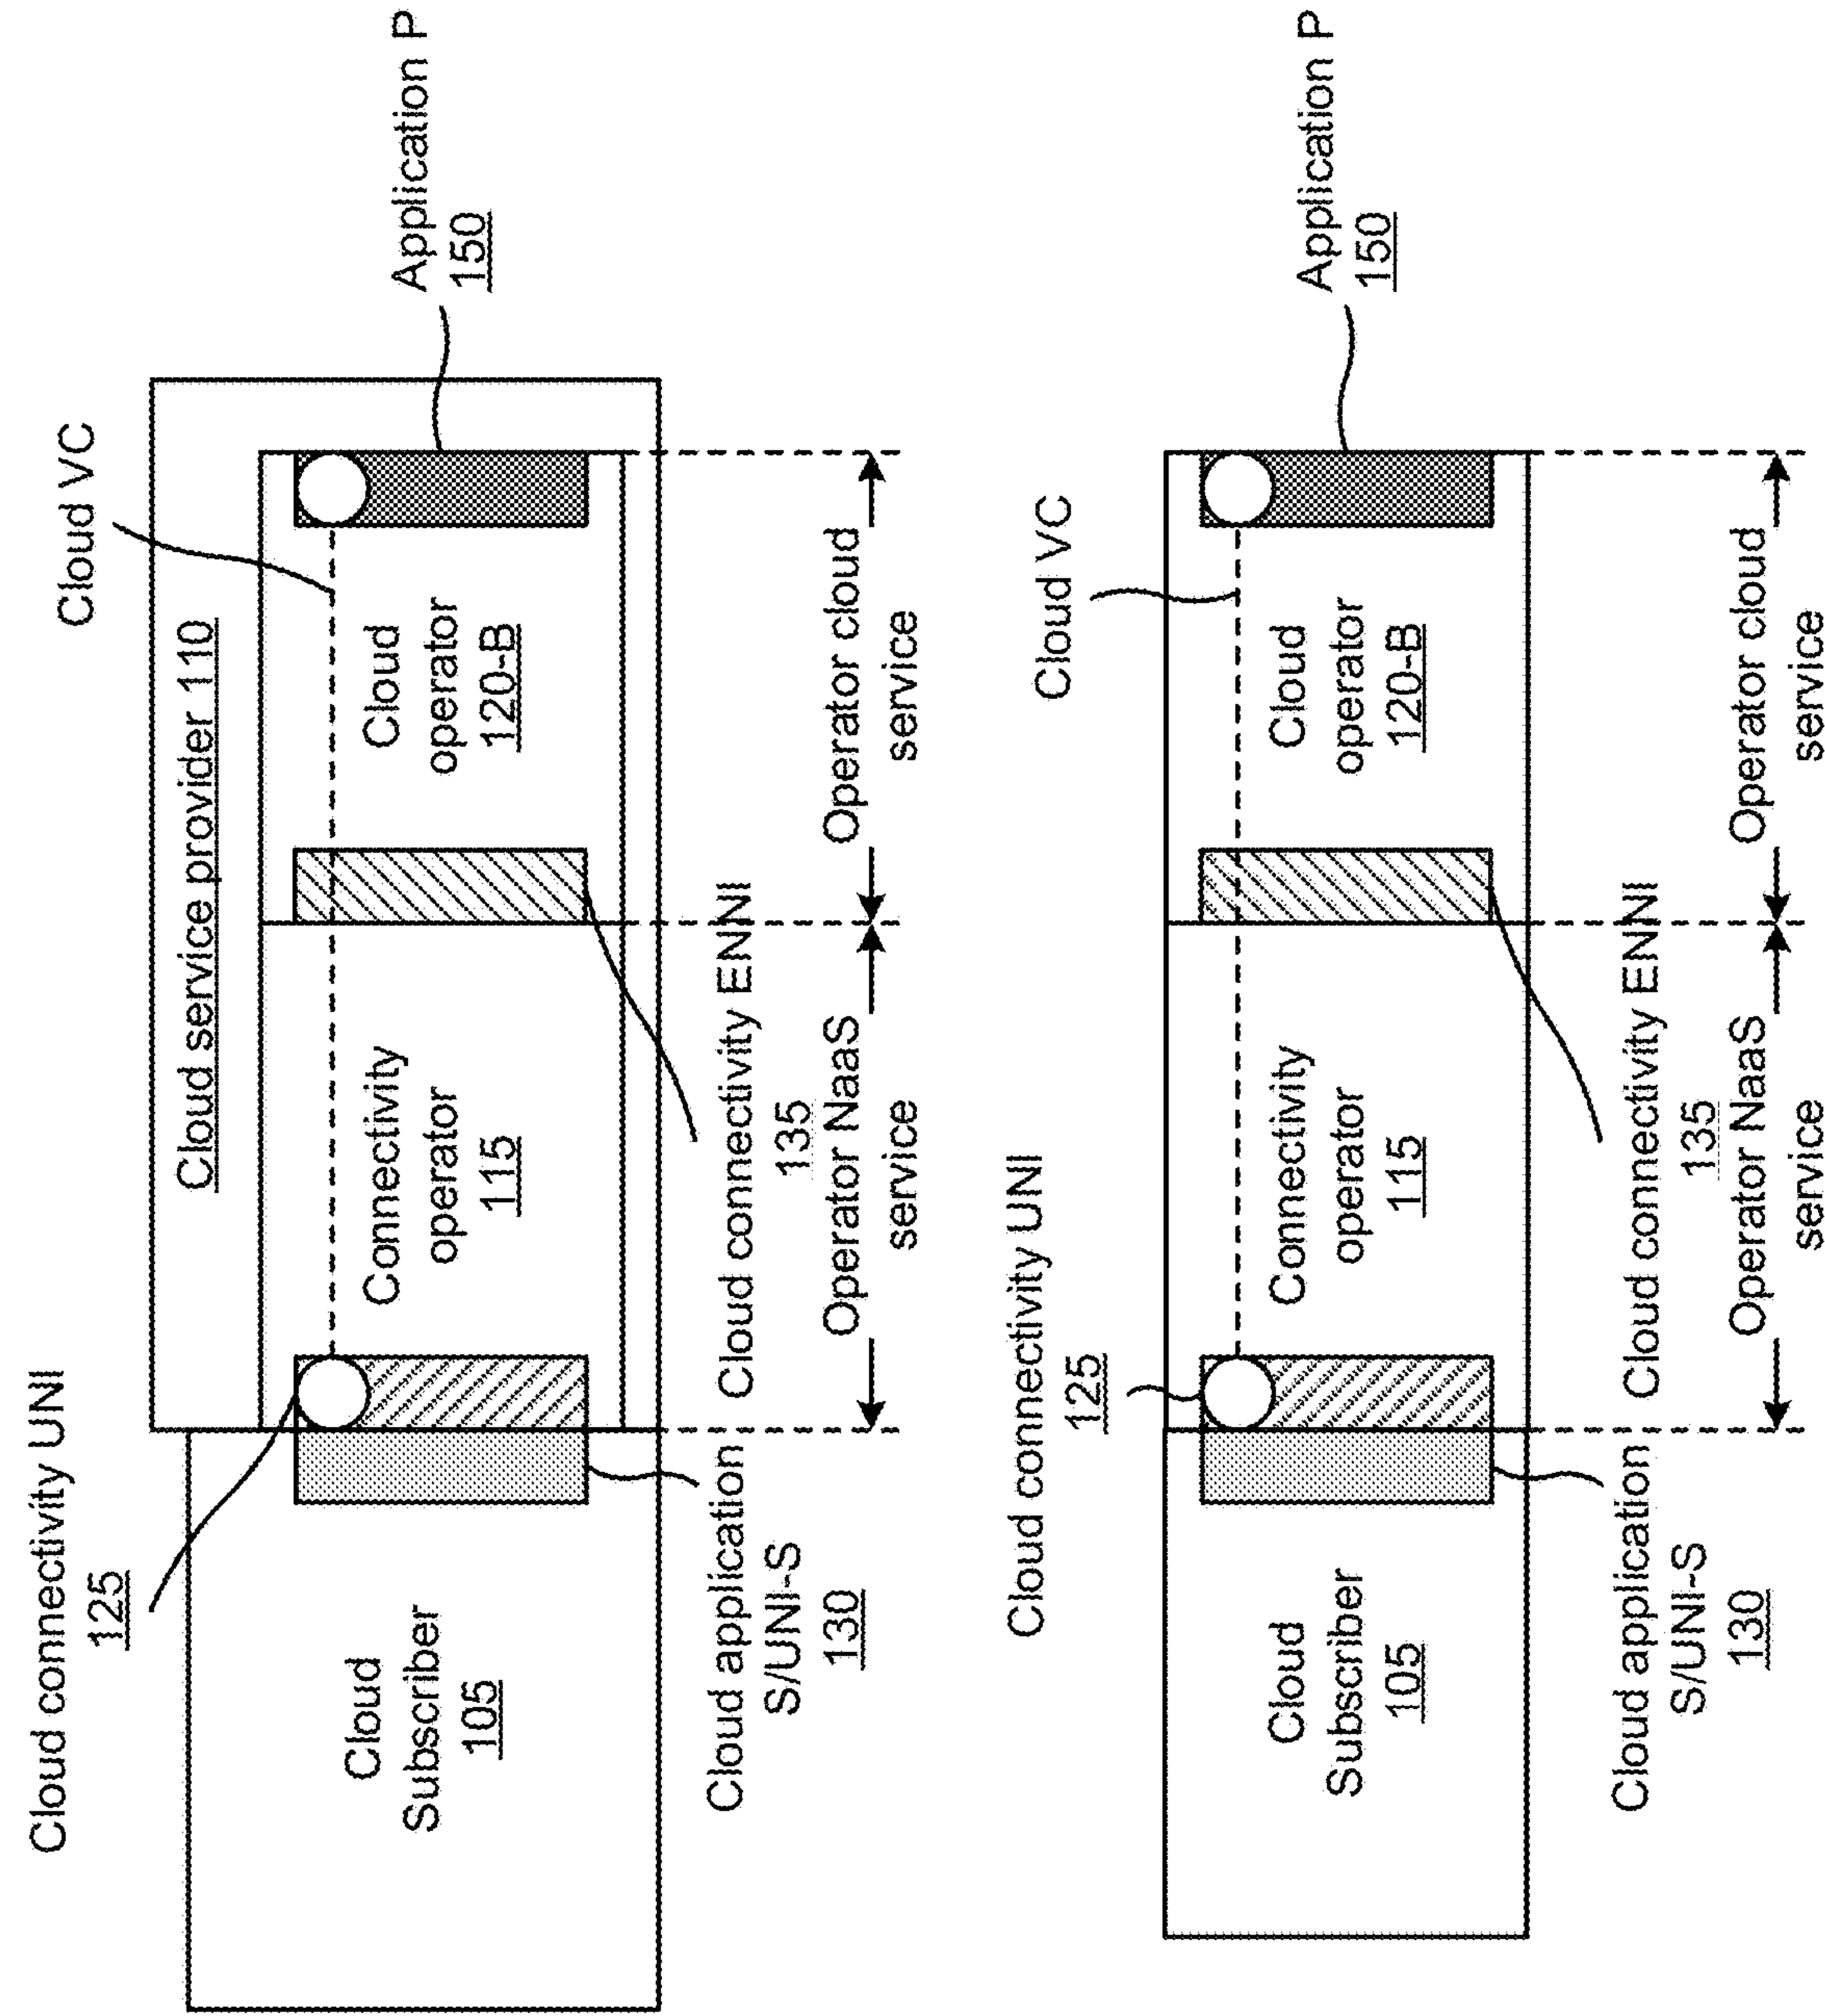 Cloud connectivity UNI
125
Cloud VC
Cloud service provider 110
Cloud
Subscriber
105
Connectivity
operator
115
Cloud
operator
120-B
Application P
150
Cloud application
S/UNI-S
130
Cloud connectivity ENNI
135
Operator NaaS
service
Operator cloud
service
Cloud connectivity UNI
125
Cloud VC
Cloud
Subscriber
105
Connectivity
operator
115
Cloud
operator
120-B
Application P
150
Cloud application
S/UNI-S
130
Cloud connectivity ENNI
135
Operator NaaS
service
Operator cloud
service